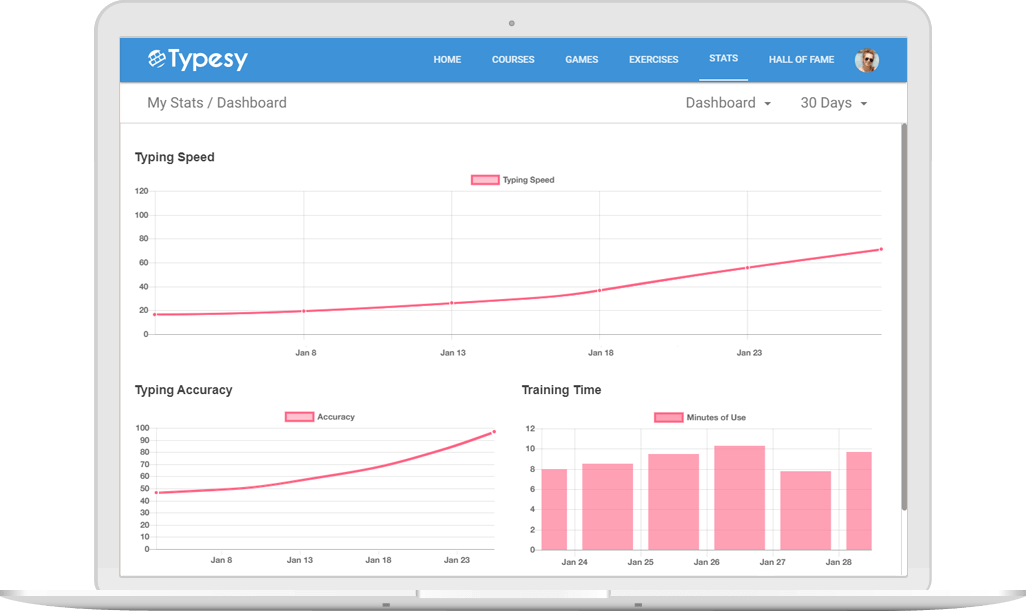 Typesy HOME COURSES GAMES EXERCISES STATS HALL OF FAME
My Stats / Dashboard Dashboard 30 Days
Typing Speed
Typing Speed
120
100
80
60
40
20
0
Jan 8 Jan 13 Jan 18 Jan 23
Typing Accuracy
Accuracy
100
90
80
70
60
50
40
30
20
10
0
Jan 8 Jan 13 Jan 18 Jan 23
Training Time
Minutes of Use
12
10
8
6
4
2
0
Jan 24 Jan 25 Jan 26 Jan 27 Jan 28